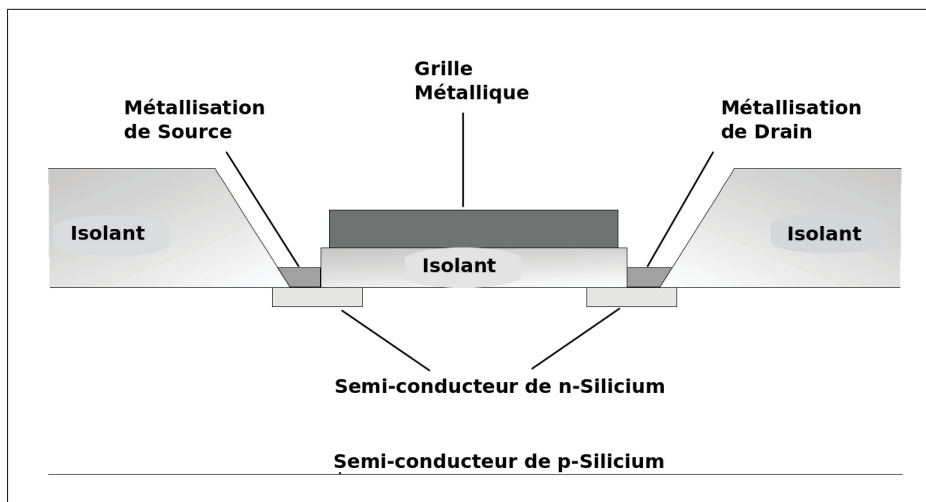 Grille
Métallique
Métallisation
de Source
Métallisation
de Drain
Isolant
Isolant
Isolant
Semi-conducteur de n-Silicium
Semi-conducteur de p-Silicium